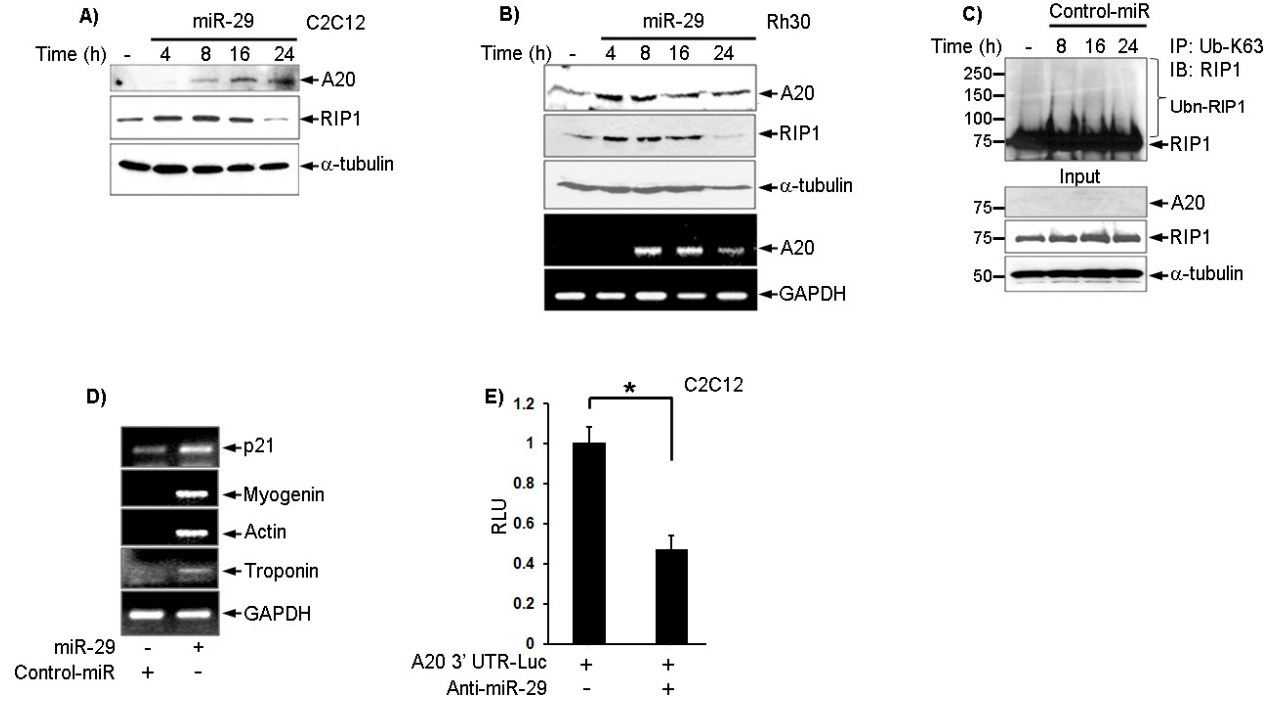 A)
miR-29
C2C12
Time (h) - 4 8 16 24
A20
RIP1
α-tubulin
B)
miR-29
Rh30
Time (h) - 4 8 16 24
A20
RIP1
α-tubulin
A20
GAPDH
C)
Control-miR
Time (h) - 8 16 24
IP: Ub-K63
IB: RIP1
250
150
100
75
Ubn-RIP1
RIP1
Input
75
A20
75
RIP1
50
α-tubulin
D)
p21
Myogenin
Actin
Troponin
GAPDH
miR-29 - +
Control-miR + -
E)
C2C12
*
1.2
1
0.8
0.6
0.4
0.2
0
RLU
A20 3’ UTR-Luc + +
Anti-miR-29 - +